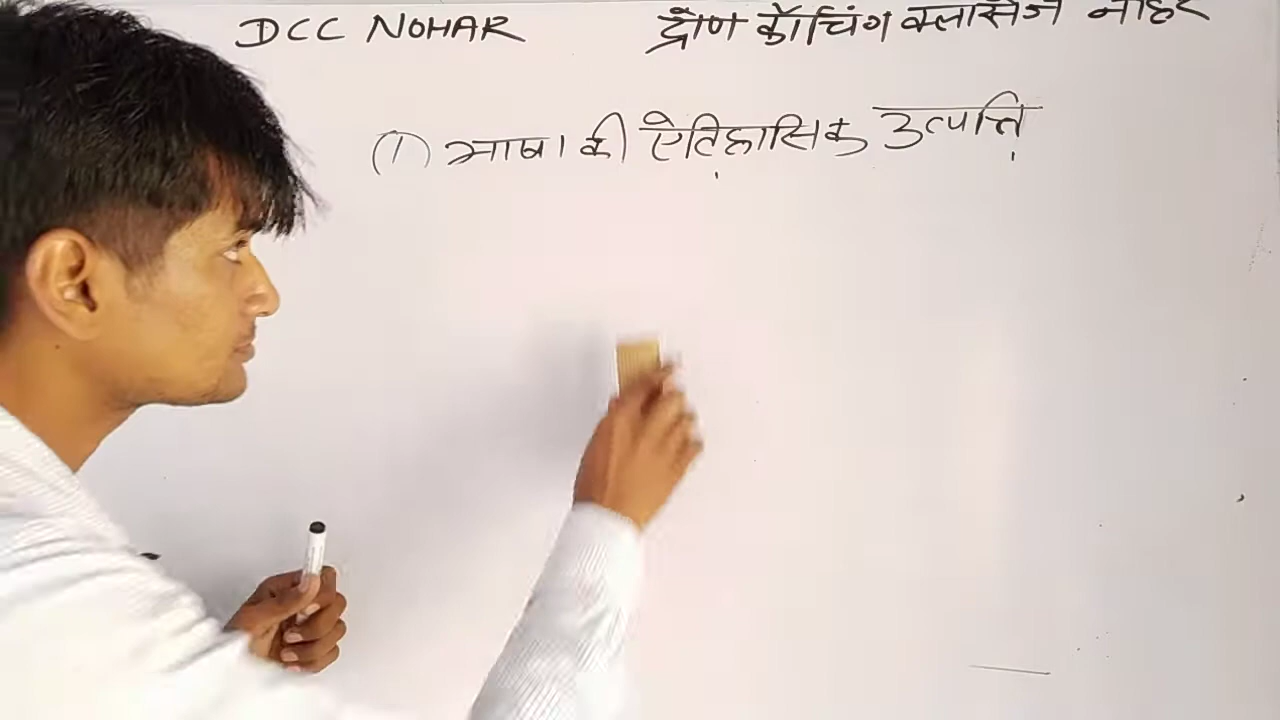 DCC NOHAR द्रोण कोचिंग क्लासेज नोहर
(1) भाषा की ऐतिहासिक उत्पत्ति